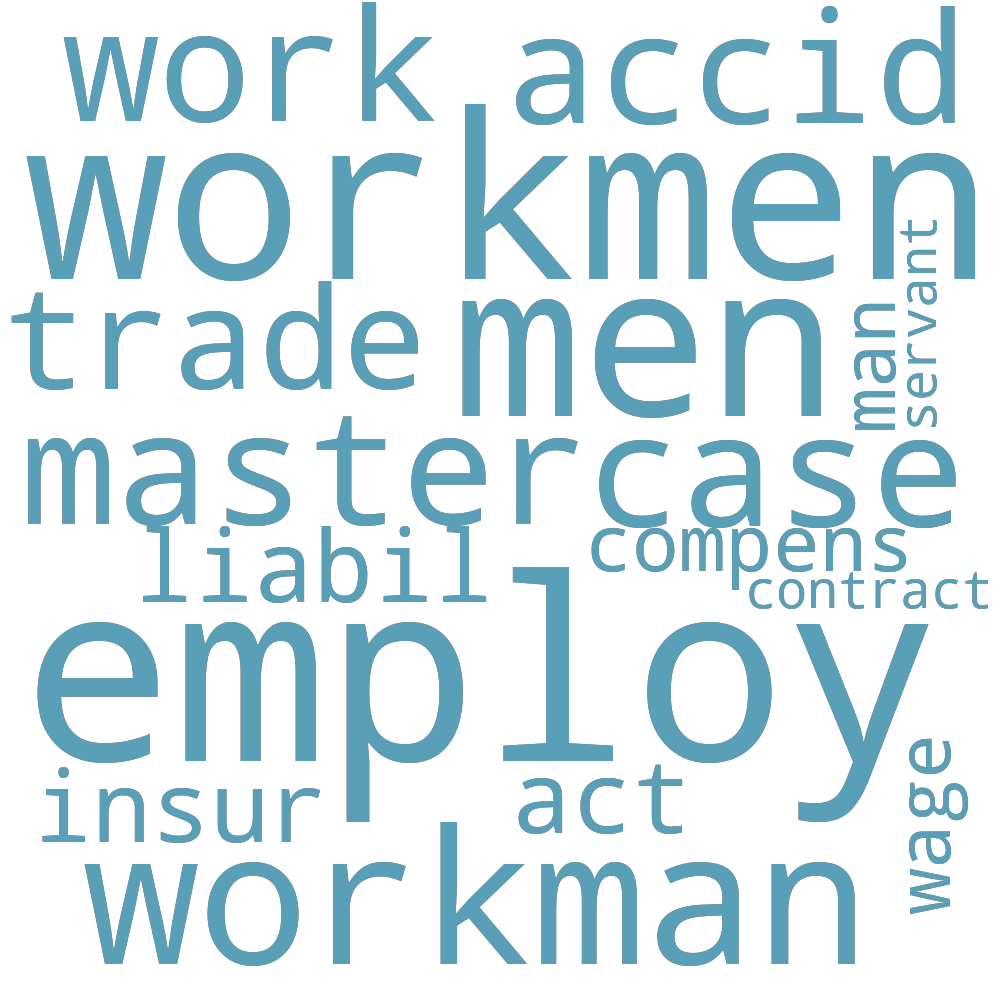 work accid
workmen
servant
trade men
man
mastercase
liabil compens
contract
employ
wage
insur act
workman